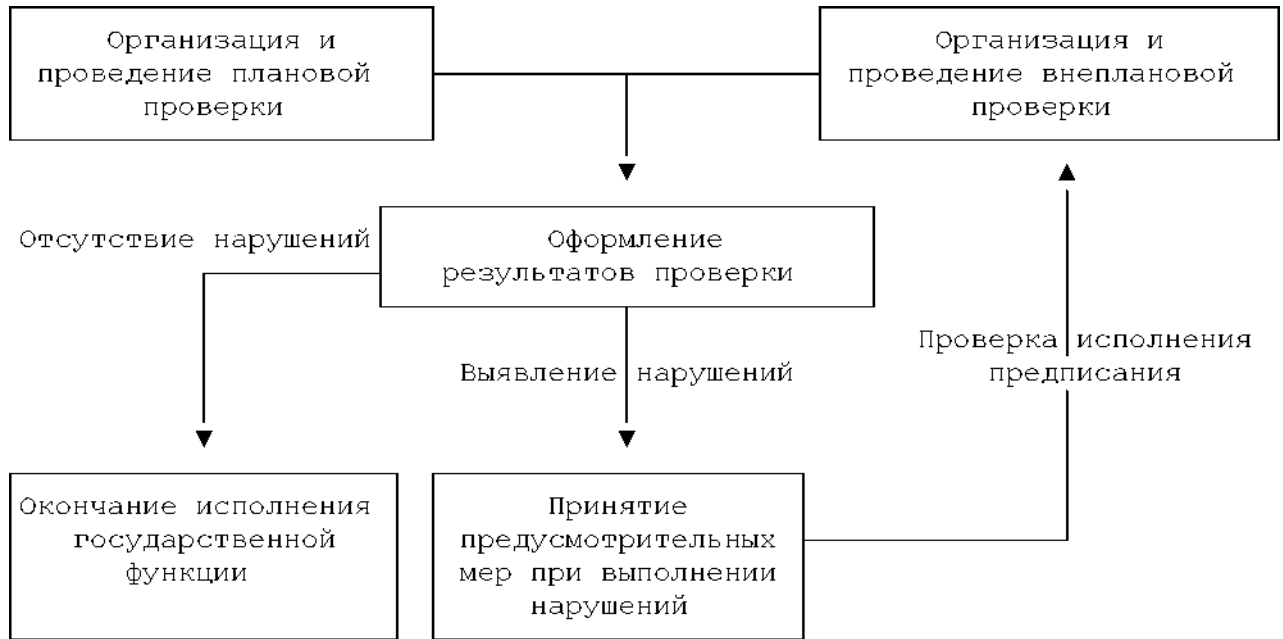 Организация и
проведение плановой
проверки
Организация и
проведение внеплановой
проверки
Отсутствие нарушений
Оформление
результатов проверки
Проверка исполнения
предписания
Выявление нарушений
Окончание исполнения
государственной
функции
Принятие
предусмотрительных
мер при выполнении
нарушений